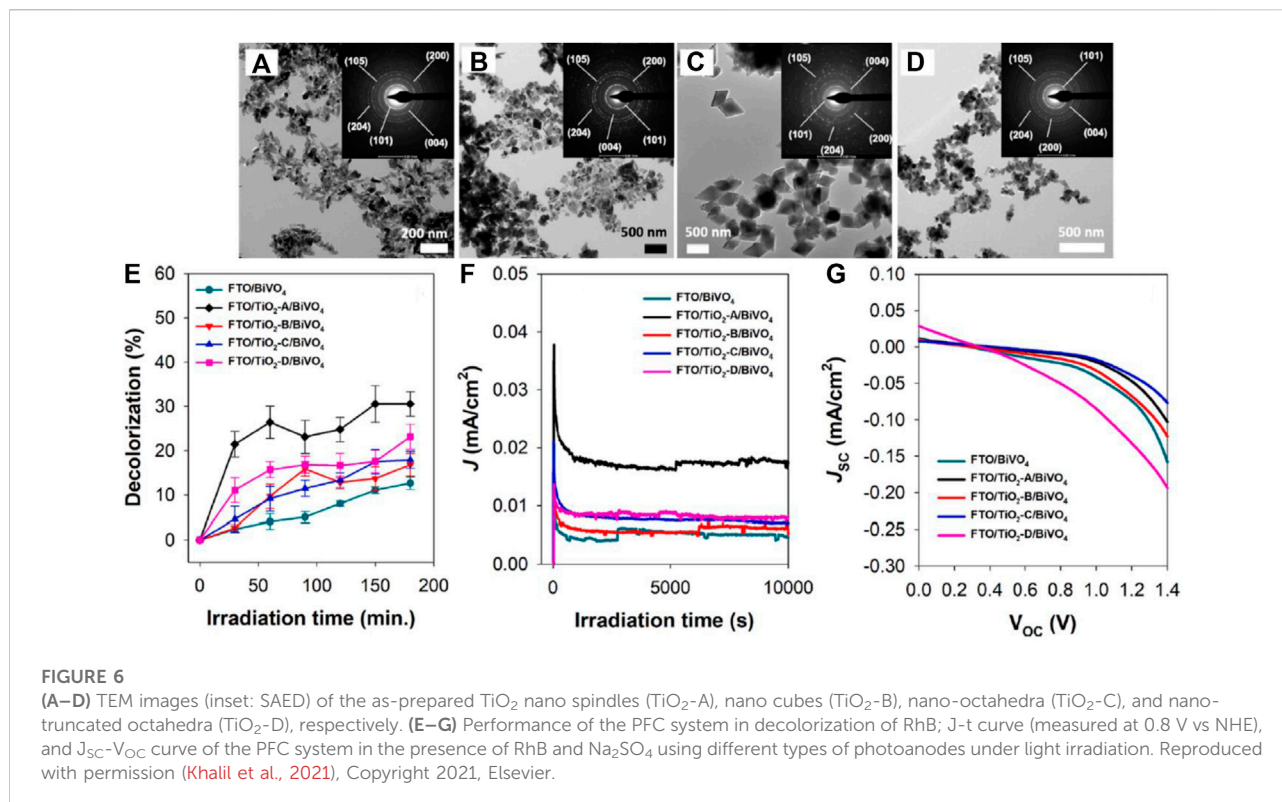 A
(105)
(200)
(204)
(101)
(004)
200 nm
B
(105)
(200)
(204)
(004)
(101)
500 nm
C
(105)
(004)
(101)
(204)
(200)
500 nm
D
(105)
(101)
(204)
(200)
(004)
500 nm
E
Decolorization (%)
60
50
40
30
20
10
0
FTO/BiVO₄
FTO/TiO₂-A/BiVO₄
FTO/TiO₂-B/BiVO₄
FTO/TiO₂-C/BiVO₄
FTO/TiO₂-D/BiVO₄
0 50 100 150 200
Irradiation time (min.)
F
J (mA/cm²)
0.05
0.04
0.03
0.02
0.01
0.00
FTO/BiVO₄
FTO/TiO₂-A/BiVO₄
FTO/TiO₂-B/BiVO₄
FTO/TiO₂-C/BiVO₄
FTO/TiO₂-D/BiVO₄
0 5000 10000
Irradiation time (s)
G
J_SC (mA/cm²)
0.10
0.05
0.00
-0.05
-0.10
-0.15
-0.20
-0.25
-0.30
FTO/BiVO₄
FTO/TiO₂-A/BiVO₄
FTO/TiO₂-B/BiVO₄
FTO/TiO₂-C/BiVO₄
FTO/TiO₂-D/BiVO₄
0.0 0.2 0.4 0.6 0.8 1.0 1.2 1.4
V_OC (V)
FIGURE 6
(A–D) TEM images (inset: SAED) of the as-prepared TiO₂ nano spindles (TiO₂-A), nano cubes (TiO₂-B), nano-octahedra (TiO₂-C), and nano-
truncated octahedra (TiO₂-D), respectively. (E–G) Performance of the PFC system in decolorization of RhB; J-t curve (measured at 0.8 V vs NHE),
and J_SC-V_OC curve of the PFC system in the presence of RhB and Na₂SO₄ using different types of photoanodes under light irradiation. Reproduced
with permission (Khalil et al., 2021), Copyright 2021, Elsevier.